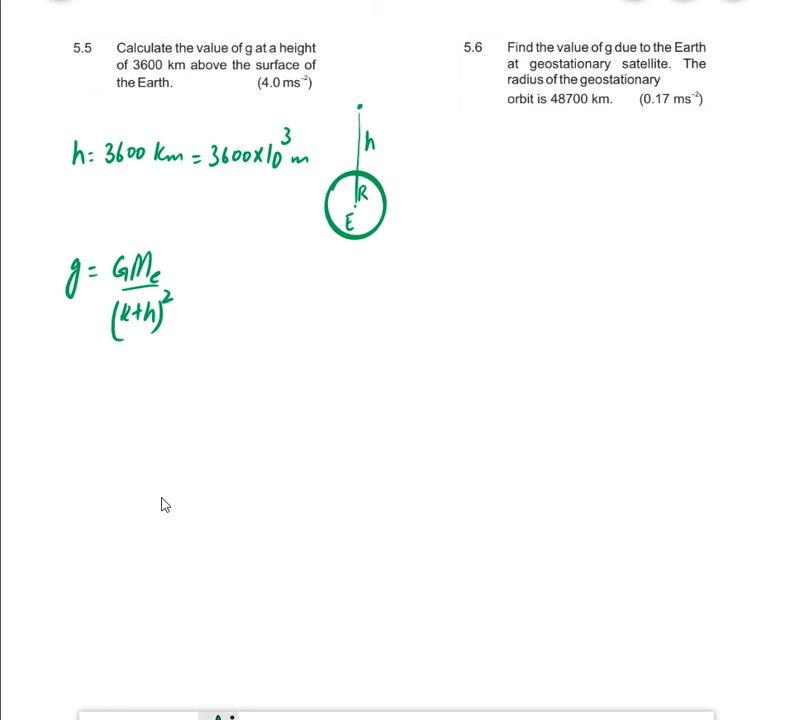 5.5 Calculate the value of g at a height
of 3600 km above the surface of
the Earth. (4.0 ms⁻²)
h: 3600 km = 3600x10³ m
h
R
E
g = GMe
(R+h)²
5.6 Find the value of g due to the Earth
at geostationary satellite. The
radius of the geostationary
orbit is 48700 km. (0.17 ms⁻²)